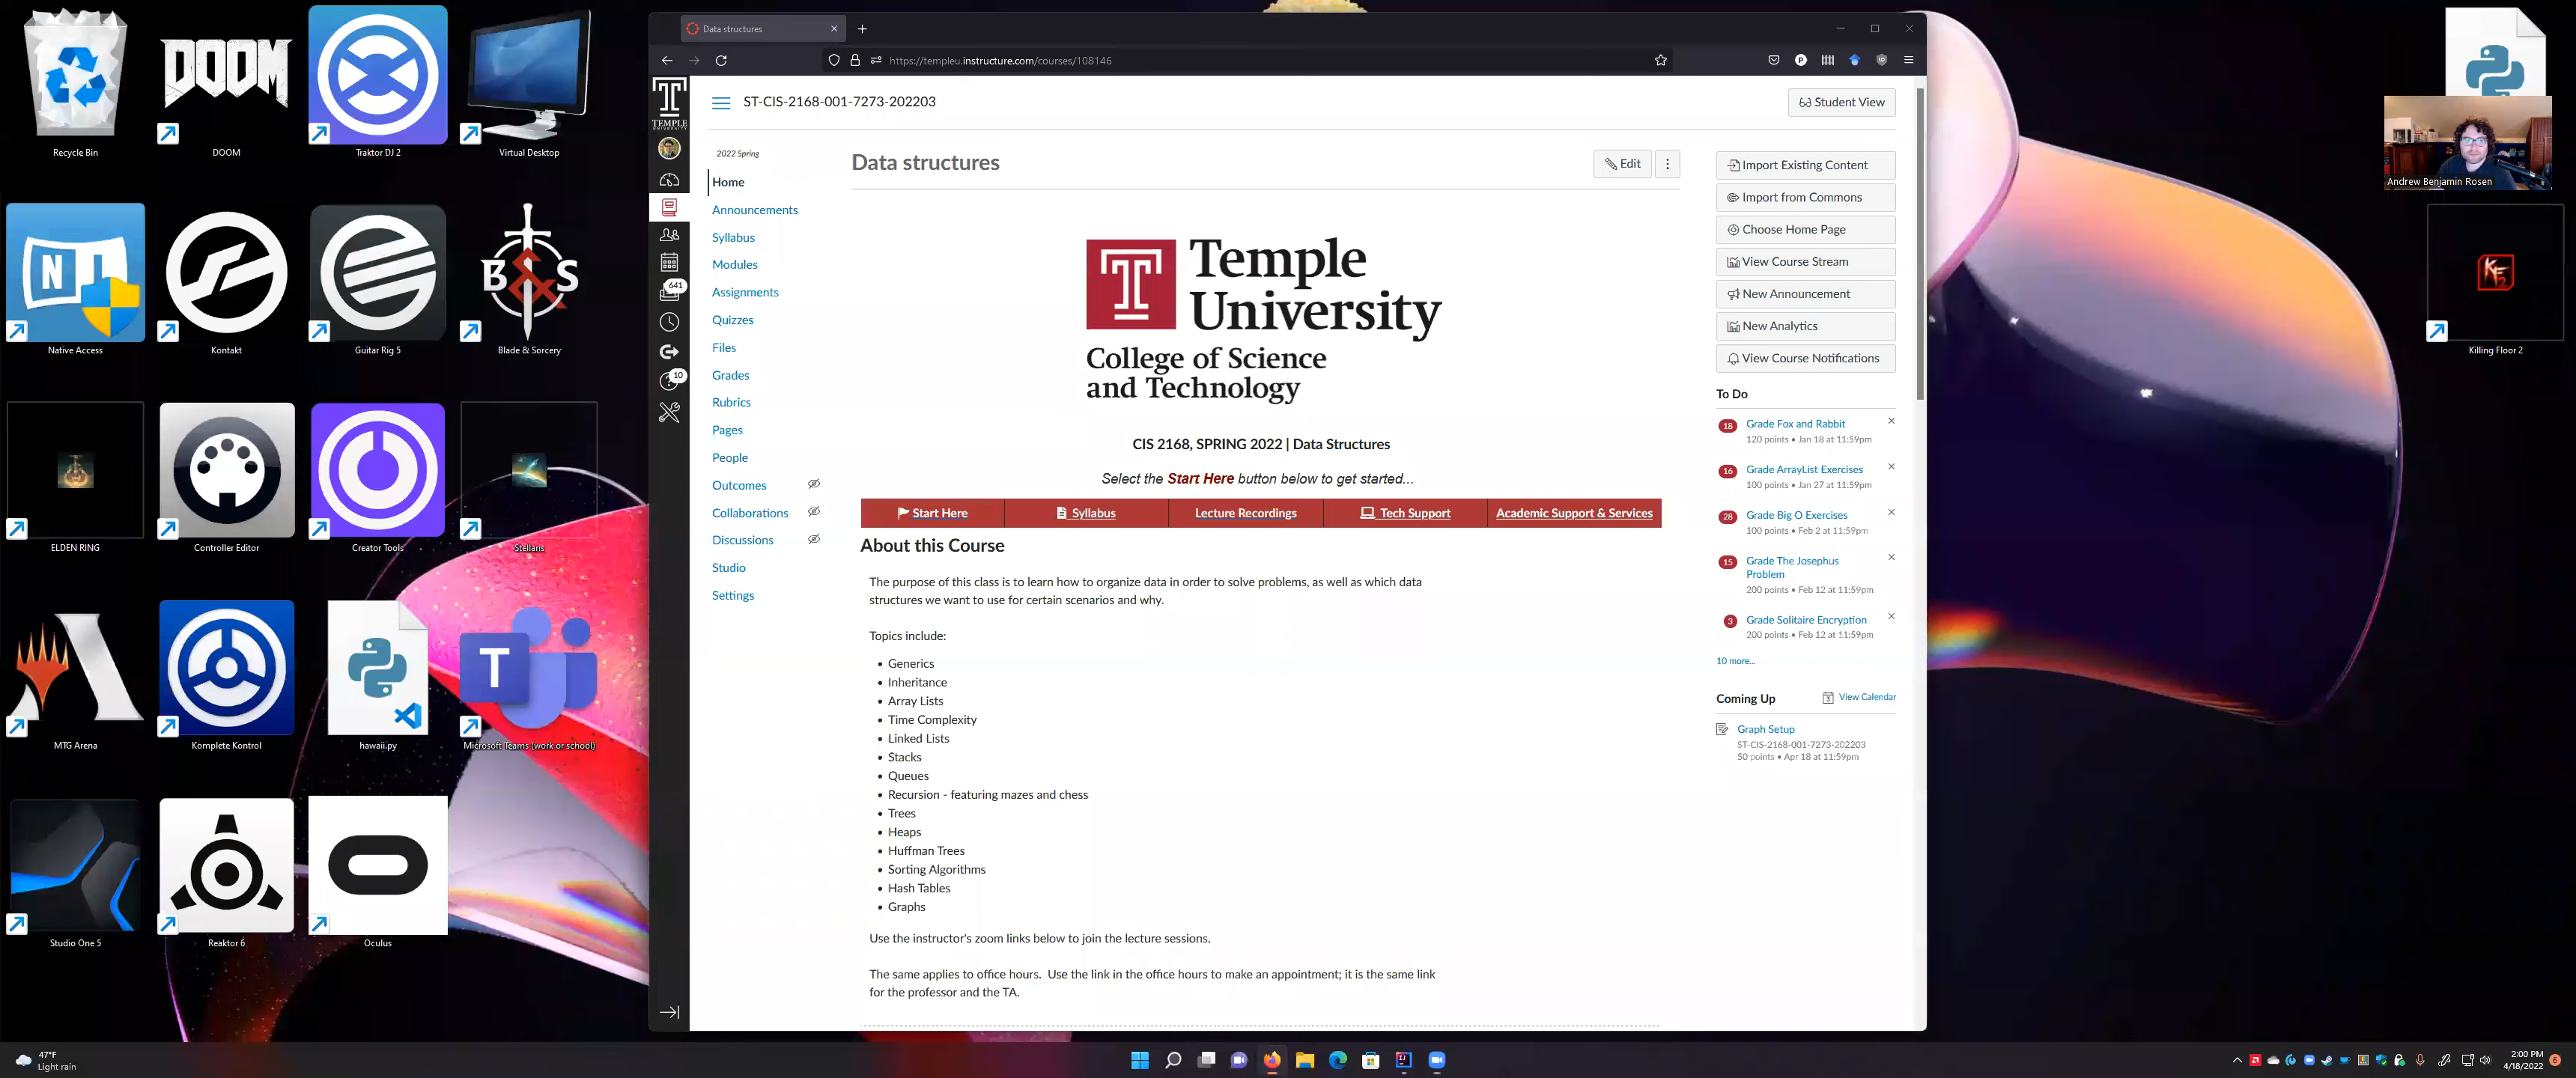 Recycle Bin
DOOM
DOOM
Traktor DJ 2
Virtual Desktop
N I
Native Access
Kontakt
Guitar Rig 5
B&S
Blade & Sorcery
ELDEN RING
Controller Editor
Creator Tools
Stellaris
MTG Arena
Komplete Kontrol
hawaii.py
T
Microsoft Teams (work or school)
Studio One 5
Reaktor 6
Oculus
Data structures
https://templeu.instructure.com/courses/108146
TEMPLE
UNIVERSITY
641
10
ST-CIS-2168-001-7273-202203
Student View
2022 Spring
Home
Announcements
Syllabus
Modules
Assignments
Quizzes
Files
Grades
Rubrics
Pages
People
Outcomes
Collaborations
Discussions
Studio
Settings
Data structures
Edit
Temple
University
College of Science
and Technology
CIS 2168, SPRING 2022 | Data Structures
Select the Start Here button below to get started...
Start Here
Syllabus
Lecture Recordings
Tech Support
Academic Support & Services
About this Course
The purpose of this class is to learn how to organize data in order to solve problems, as well as which data
structures we want to use for certain scenarios and why.
Topics include:
• Generics
• Inheritance
• Array Lists
• Time Complexity
• Linked Lists
• Stacks
• Queues
• Recursion - featuring mazes and chess
• Trees
• Heaps
• Huffman Trees
• Sorting Algorithms
• Hash Tables
• Graphs
Use the instructor's zoom links below to join the lecture sessions.
The same applies to office hours. Use the link in the office hours to make an appointment; it is the same link
for the professor and the TA.
Import Existing Content
Import from Commons
Choose Home Page
View Course Stream
New Announcement
New Analytics
View Course Notifications
To Do
18 Grade Fox and Rabbit
120 points • Jan 18 at 11:59pm
16 Grade ArrayList Exercises
100 points • Jan 27 at 11:59pm
28 Grade Big O Exercises
100 points • Feb 2 at 11:59pm
15 Grade The Josephus
Problem
200 points • Feb 12 at 11:59pm
3 Grade Solitaire Encryption
200 points • Feb 12 at 11:59pm
10 more...
Coming Up
View Calendar
Graph Setup
ST-CIS-2168-001-7273-202203
50 points • Apr 18 at 11:59pm
Andrew Benjamin Rosen
KF2
Killing Floor 2
47°F
Light rain
2:00 PM
4/18/2022
6